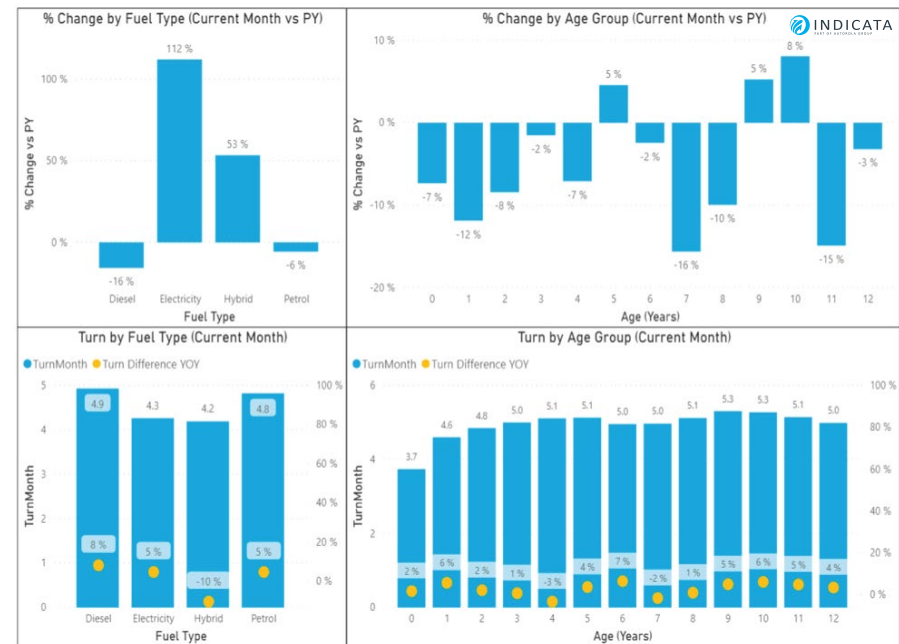 % Change by Fuel Type (Current Month vs PY)
112 %
100 %
53 %
50 %
0 %
-16 %
-6 %
% Change vs PY
Diesel Electricity Hybrid Petrol
Fuel Type
% Change by Age Group (Current Month vs PY)
INDICATA
PART OF AUTOROLA GROUP
10 %
8 %
5 %
5 %
0 %
-2 %
-2 %
-3 %
-7 %
-7 %
-8 %
-10 %
-10 %
-12 %
-15 %
-16 %
-20 %
% Change vs PY
0 1 2 3 4 5 6 7 8 9 10 11 12
Age (Years)
Turn by Fuel Type (Current Month)
TurnMonth Turn Difference YOY
5 100 %
4.9 4.3 4.2 4.8
4 80 %
3 60 %
2 40 %
1 20 %
8 % 5 % -10 % 5 %
0 0 %
TurnMonth
Diesel Electricity Hybrid Petrol
Fuel Type
Turn by Age Group (Current Month)
TurnMonth Turn Difference YOY
6 100 %
3.7 4.6 4.8 5.0 5.1 5.1 5.0 5.0 5.1 5.3 5.3 5.1 5.0
80 %
4
60 %
40 %
2
20 %
2 % 6 % 2 % 1 % -3 % 4 % 7 % -2 % 1 % 5 % 6 % 5 % 4 %
0 0 %
TurnMonth
0 1 2 3 4 5 6 7 8 9 10 11 12
Age (Years)